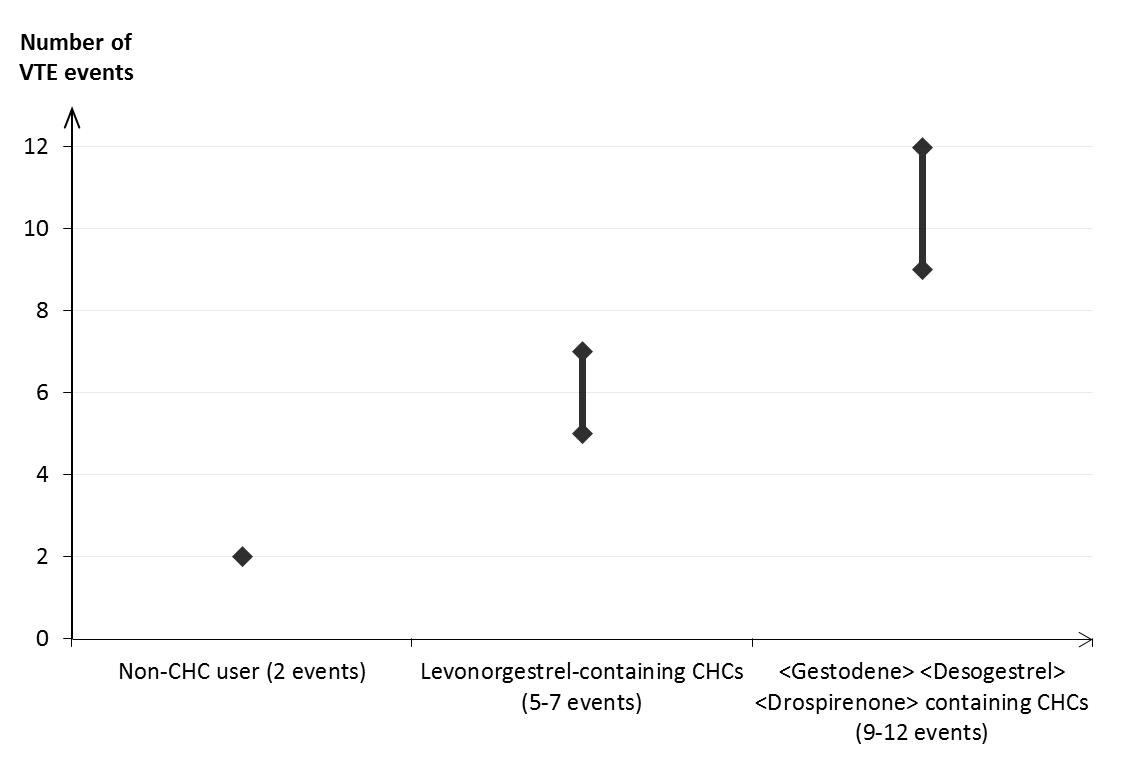 Number of
VTE events
12
10
8
6
4
2
0
Non-CHC user (2 events)
Levonorgestrel-containing CHCs
(5-7 events)
<Gestodene> <Desogestrel>
<Drospirenone> containing CHCs
(9-12 events)